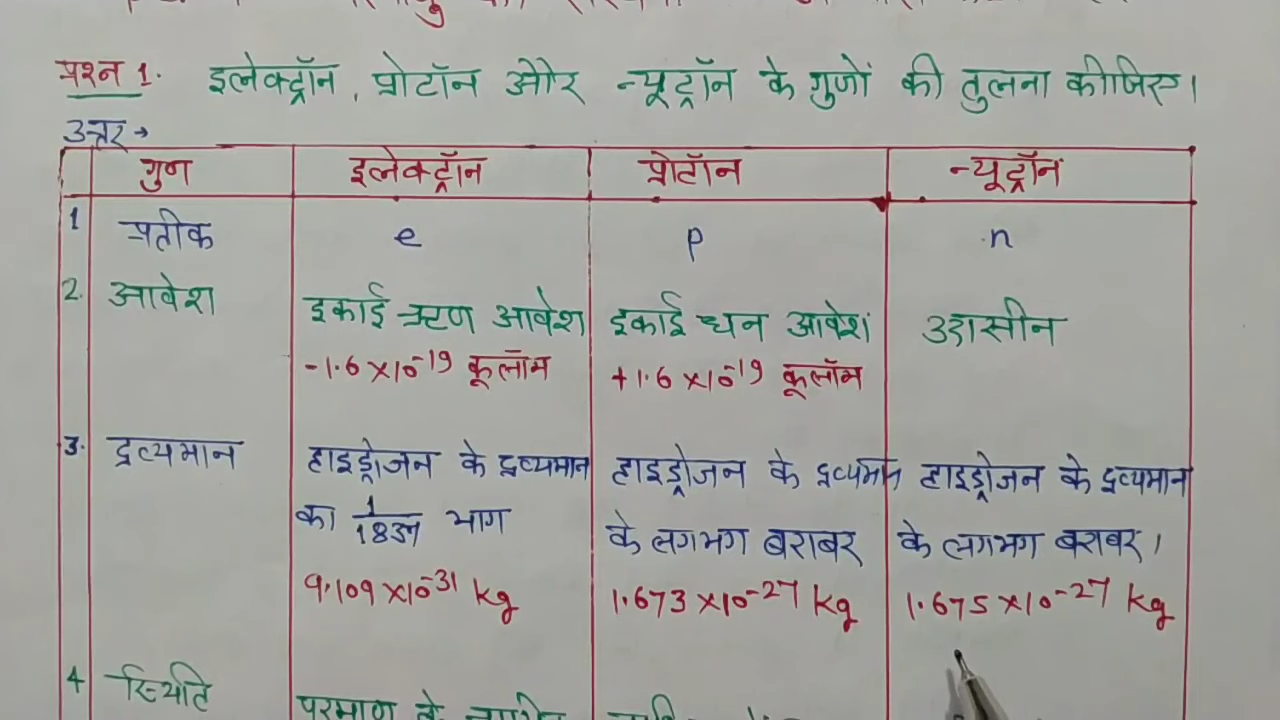 प्रश्न 1. इलेक्ट्रॉन, प्रोटॉन और न्यूट्रॉन के गुणों की तुलना कीजिए।
उत्तर →
गुण इलेक्ट्रॉन प्रोटॉन न्यूट्रॉन
1 प्रतीक e p n
2. आवेश इकाई ऋण आवेश इकाई धन आवेश उदासीन
-1.6×10⁻¹⁹ कूलॉम +1.6×10⁻¹⁹ कूलॉम
3. द्रव्यमान हाइड्रोजन के द्रव्यमान हाइड्रोजन के द्रव्यमान हाइड्रोजन के द्रव्यमान
का 1/1837 भाग के लगभग बराबर के लगभग बराबर।
9.109×10⁻³¹ kg 1.673×10⁻²⁷ kg 1.675×10⁻²⁷ kg
4 स्थिति परमाणु के